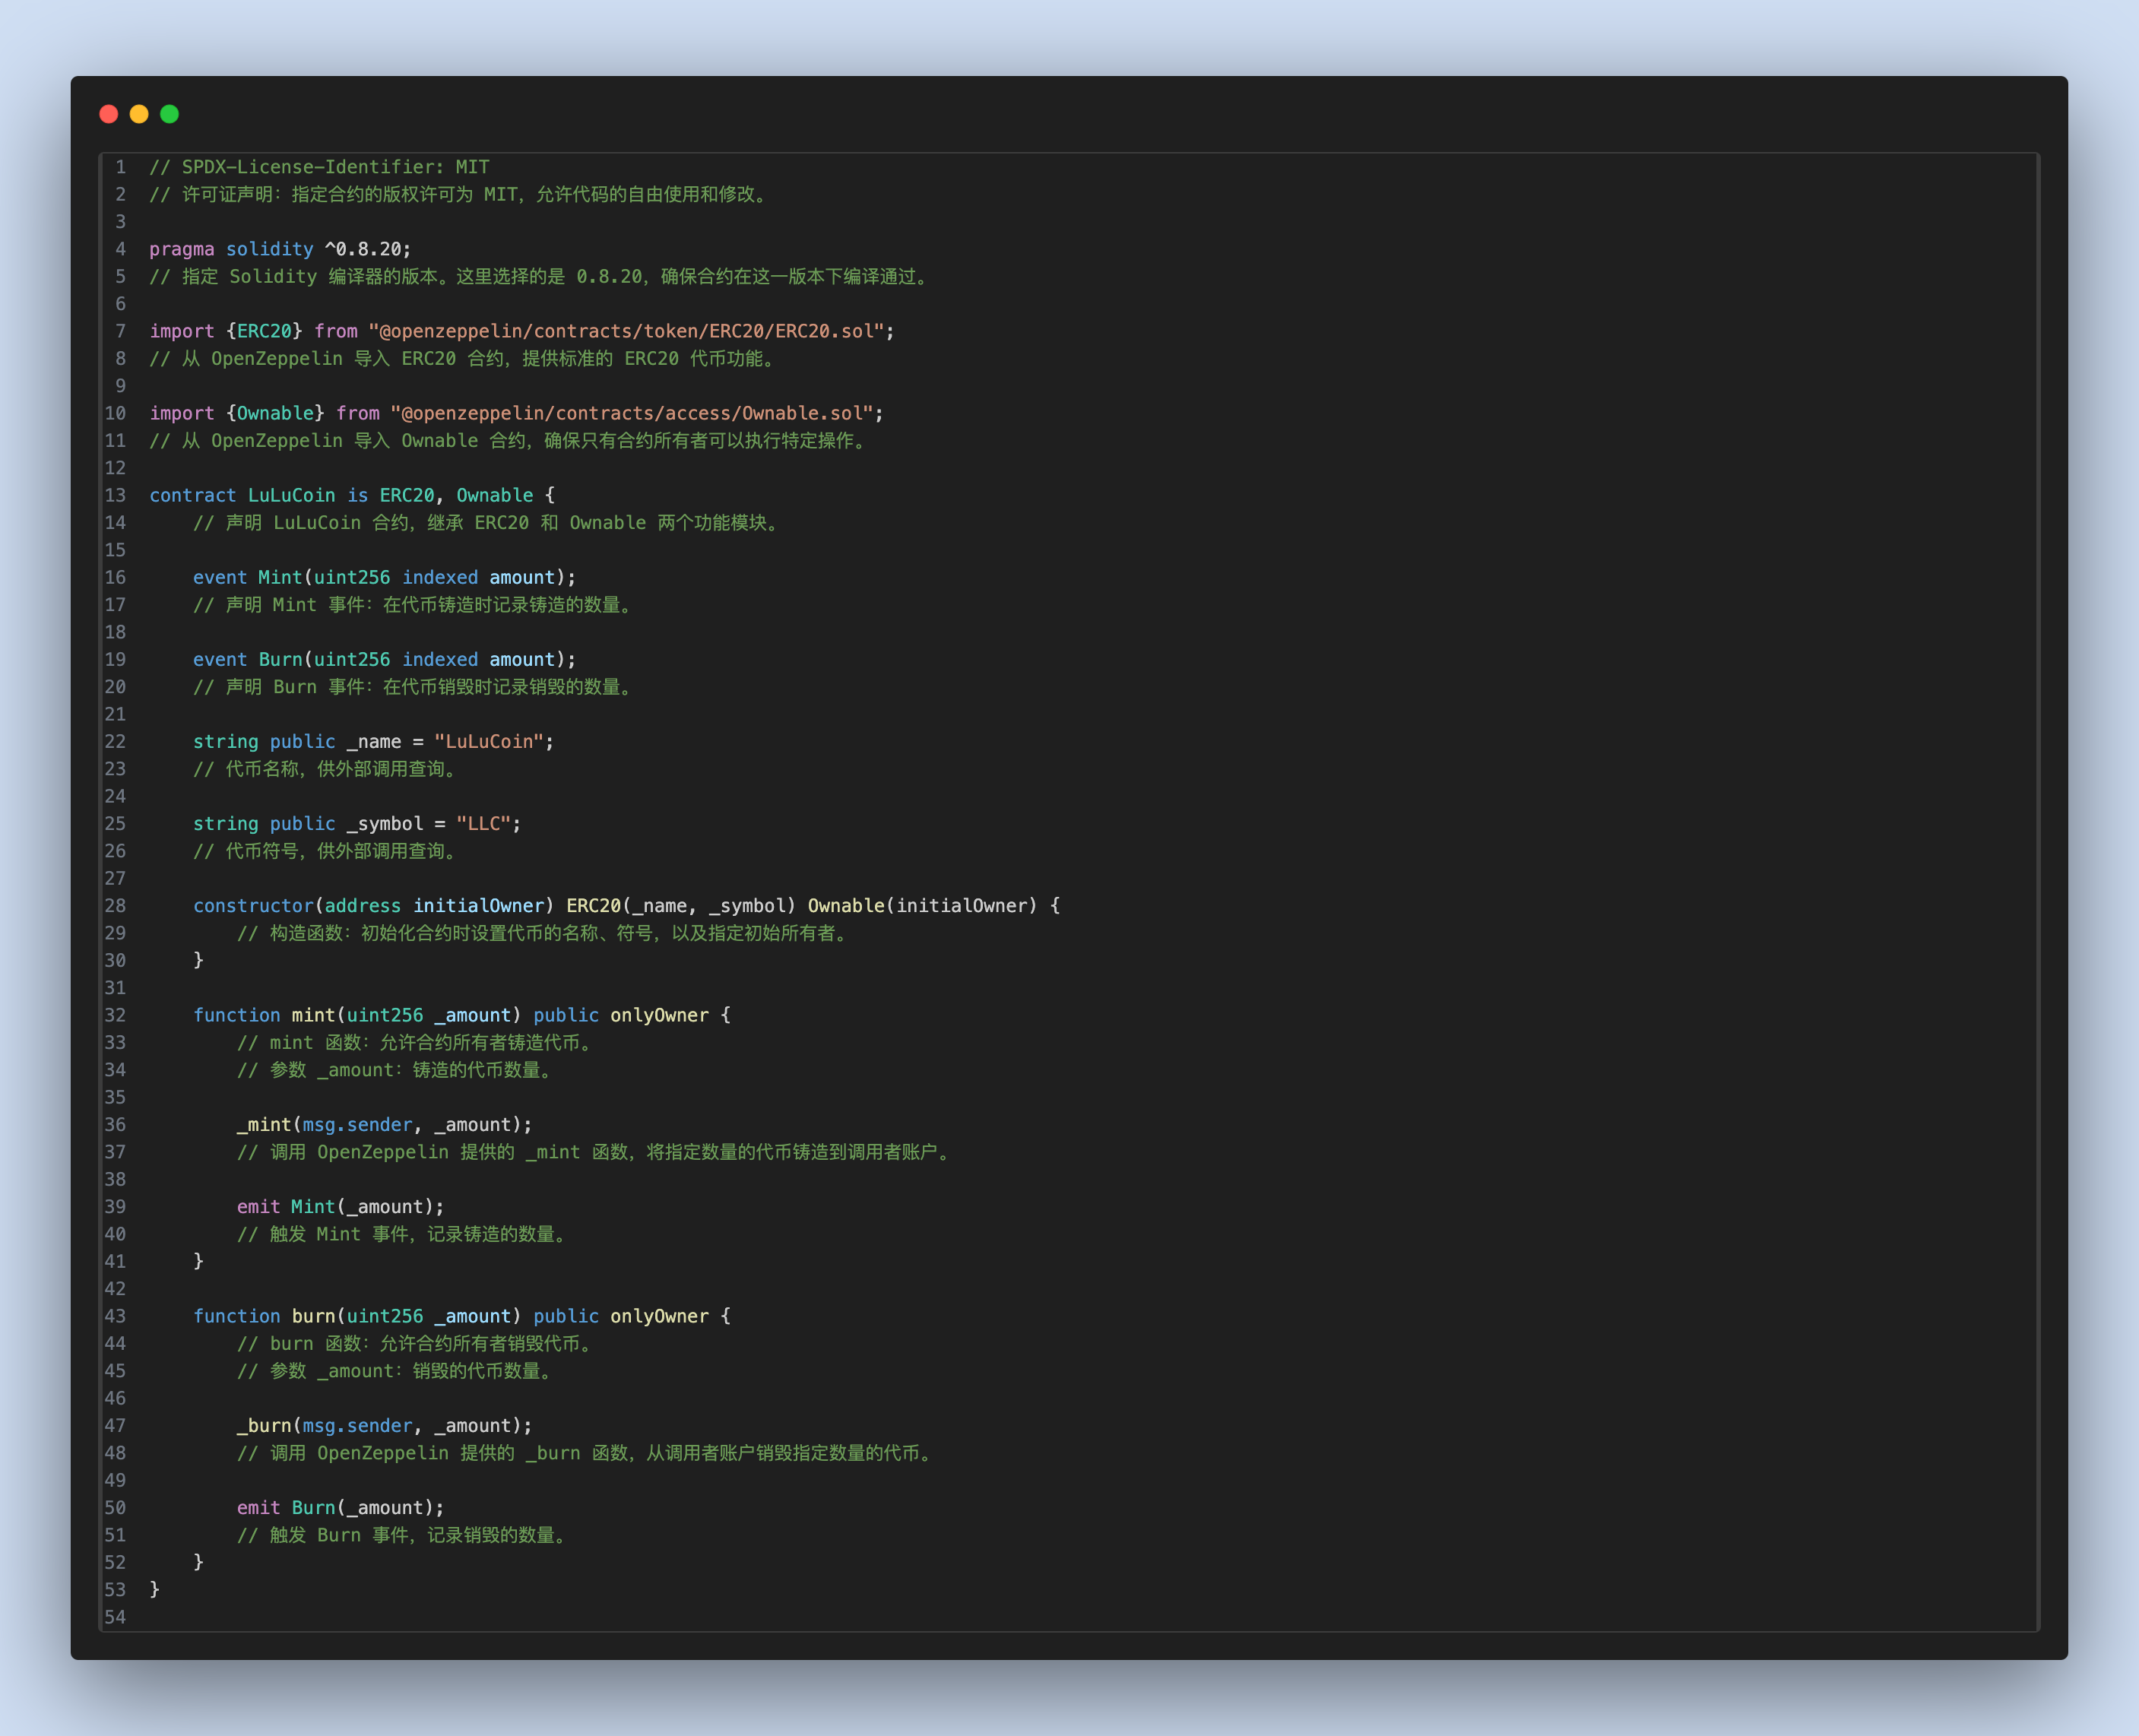 1 // SPDX-License-Identifier: MIT
2 // 许可证声明：指定合约的版权许可为 MIT，允许代码的自由使用和修改。
3
4 pragma solidity ^0.8.20;
5 // 指定 Solidity 编译器的版本。这里选择的是 0.8.20，确保合约在这一版本下编译通过。
6
7 import {ERC20} from "@openzeppelin/contracts/token/ERC20/ERC20.sol";
8 // 从 OpenZeppelin 导入 ERC20 合约，提供标准的 ERC20 代币功能。
9
10 import {Ownable} from "@openzeppelin/contracts/access/Ownable.sol";
11 // 从 OpenZeppelin 导入 Ownable 合约，确保只有合约所有者可以执行特定操作。
12
13 contract LuLuCoin is ERC20, Ownable {
14     // 声明 LuLuCoin 合约，继承 ERC20 和 Ownable 两个功能模块。
15
16     event Mint(uint256 indexed amount);
17     // 声明 Mint 事件：在代币铸造时记录铸造的数量。
18
19     event Burn(uint256 indexed amount);
20     // 声明 Burn 事件：在代币销毁时记录销毁的数量。
21
22     string public _name = "LuLuCoin";
23     // 代币名称，供外部调用查询。
24
25     string public _symbol = "LLC";
26     // 代币符号，供外部调用查询。
27
28     constructor(address initialOwner) ERC20(_name, _symbol) Ownable(initialOwner) {
29         // 构造函数：初始化合约时设置代币的名称、符号，以及指定初始所有者。
30     }
31
32     function mint(uint256 _amount) public onlyOwner {
33         // mint 函数：允许合约所有者铸造代币。
34         // 参数 _amount：铸造的代币数量。
35
36         _mint(msg.sender, _amount);
37         // 调用 OpenZeppelin 提供的 _mint 函数，将指定数量的代币铸造到调用者账户。
38
39         emit Mint(_amount);
40         // 触发 Mint 事件，记录铸造的数量。
41     }
42
43     function burn(uint256 _amount) public onlyOwner {
44         // burn 函数：允许合约所有者销毁代币。
45         // 参数 _amount：销毁的代币数量。
46
47         _burn(msg.sender, _amount);
48         // 调用 OpenZeppelin 提供的 _burn 函数，从调用者账户销毁指定数量的代币。
49
50         emit Burn(_amount);
51         // 触发 Burn 事件，记录销毁的数量。
52     }
53 }
54